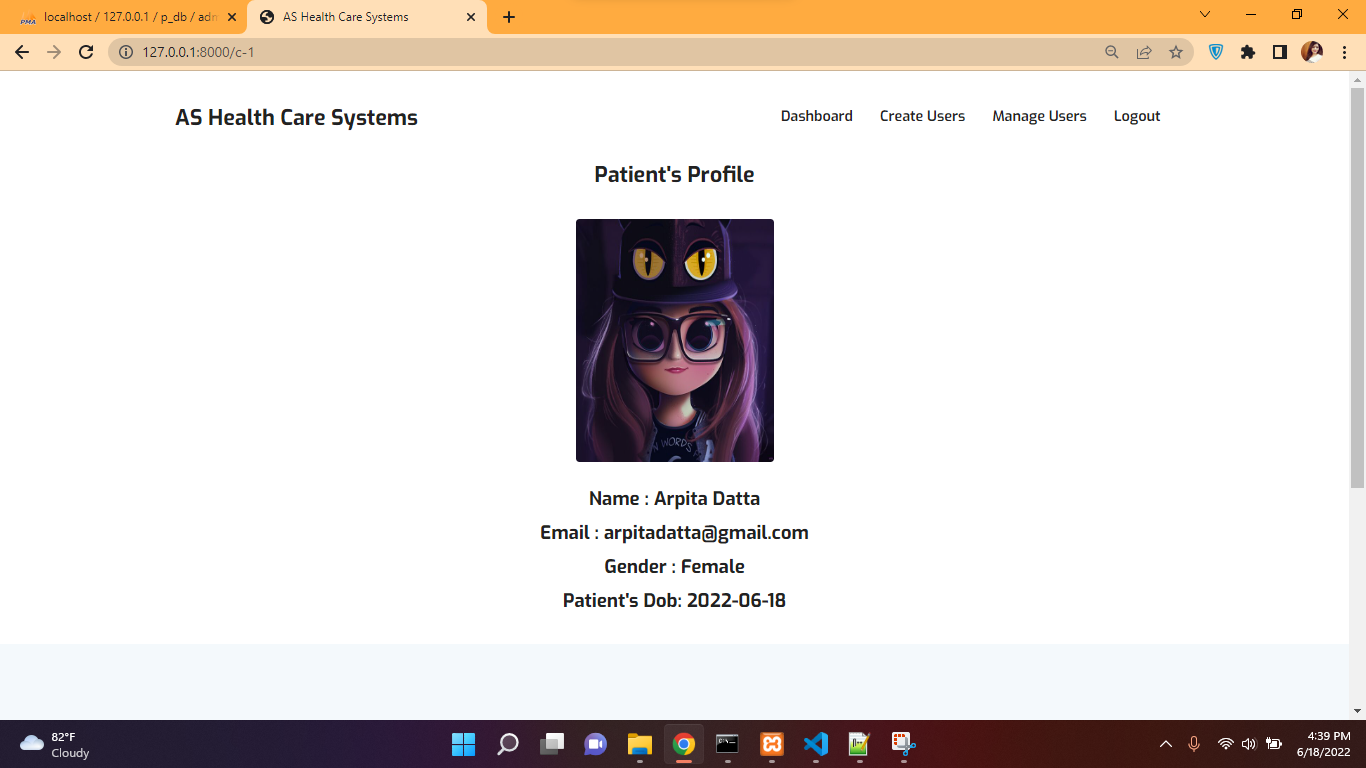 PMA
localhost / 127.0.0.1 / p_db / adm
AS Health Care Systems
127.0.0.1:8000/c-1
AS Health Care Systems
Dashboard
Create Users
Manage Users
Logout
Patient's Profile
WORDS
Name : Arpita Datta
Email : arpitadatta@gmail.com
Gender : Female
Patient's Dob: 2022-06-18
82°F
Cloudy
4:39 PM
6/18/2022